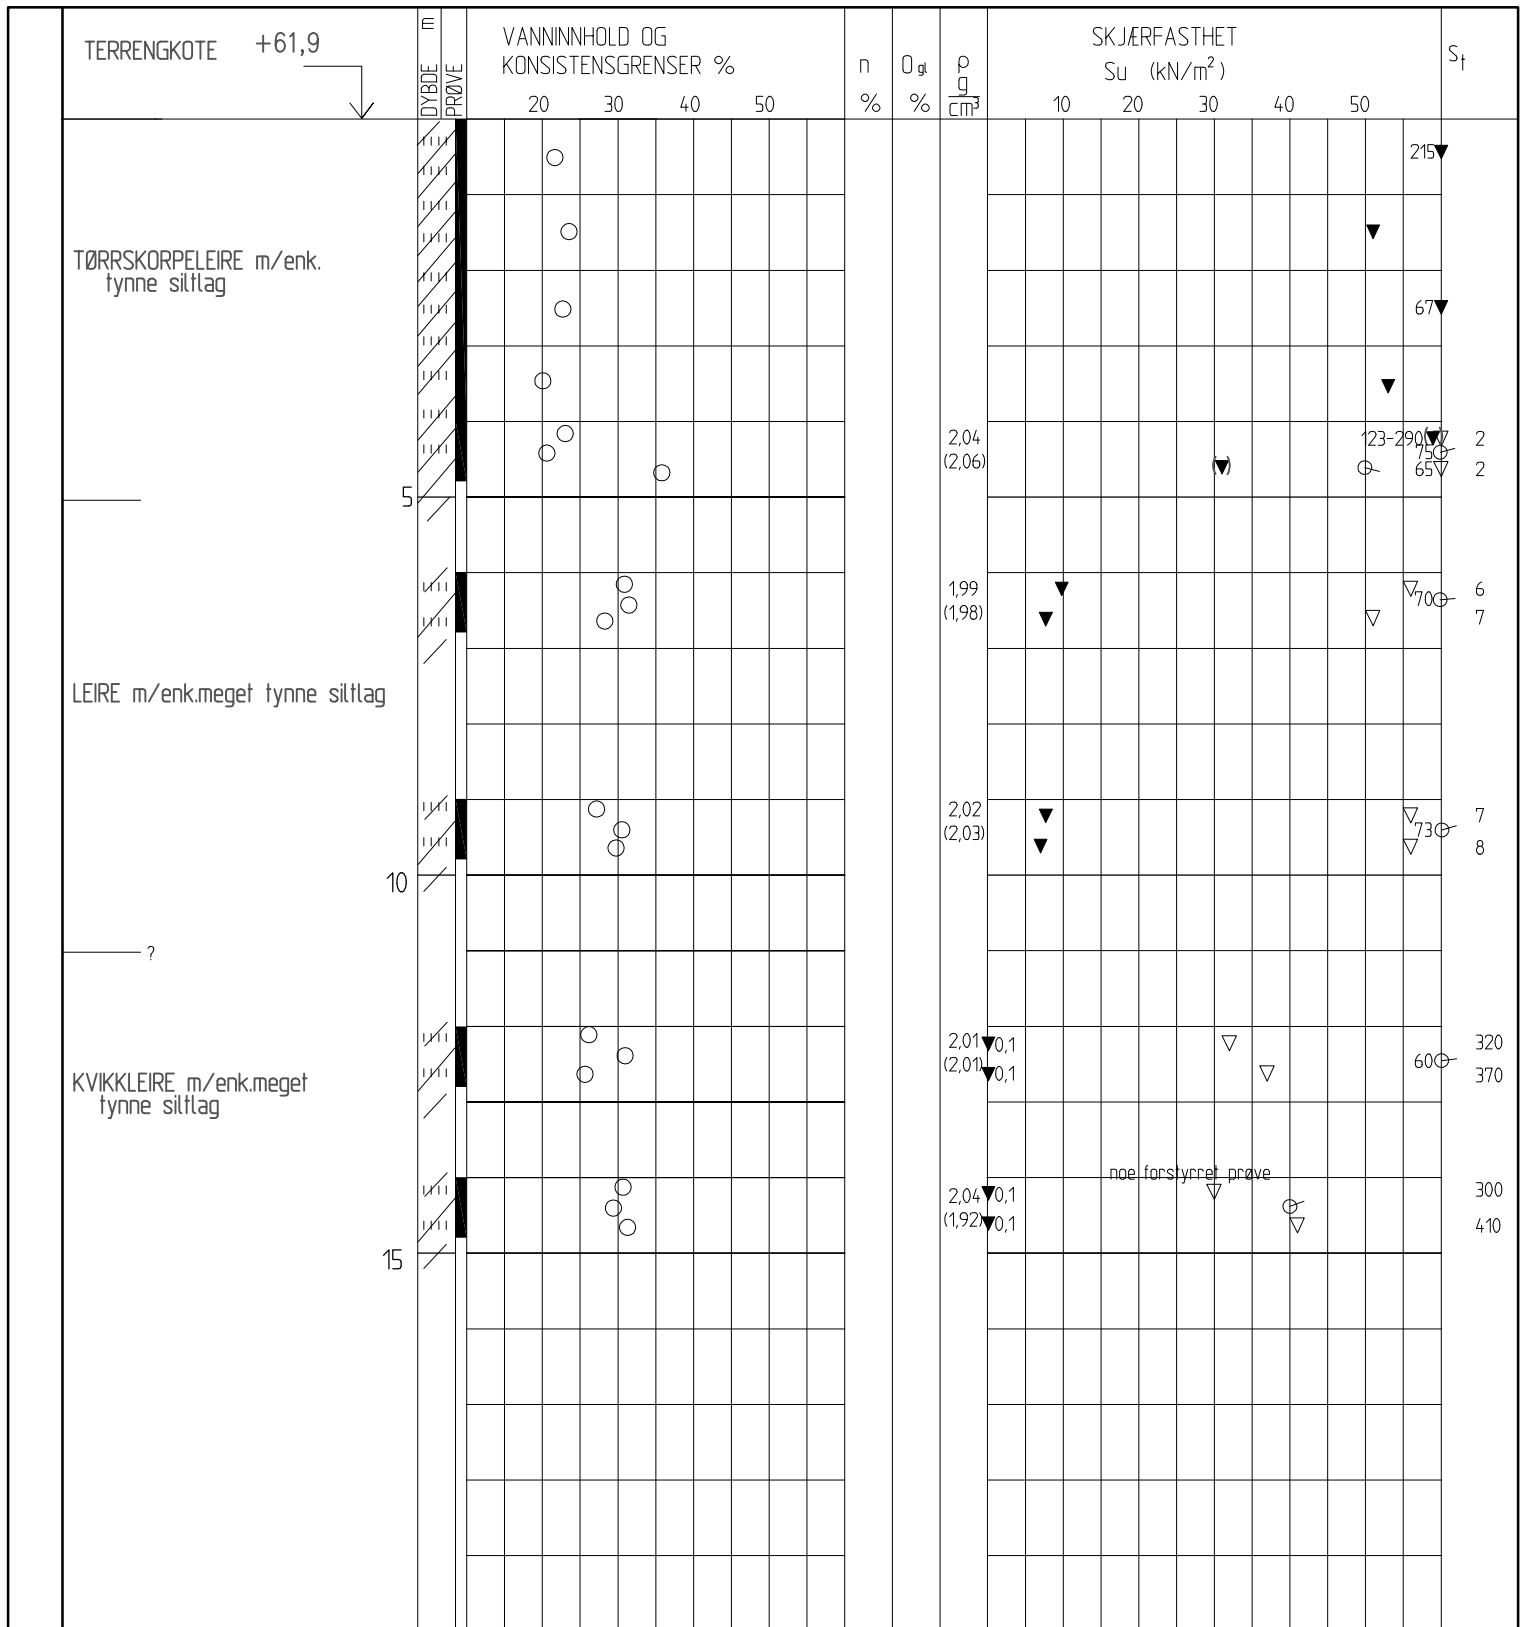 TERRENGKOTE +61,9
DYBDE m
PRØVE
VANNINNHOLD OG
KONSISTENSGRENSER %
20 30 40 50
n
%
O gl
%
ρ
g
cm³
SKJÆRFASTHET
Su (kN/m²)
10 20 30 40 50
St
215
TØRRSKORPELEIRE m/enk.
tynne siltlag
67
2,04 123-290 2
(2,06) 75
( ) 65 2
5
1,99 6
70
(1,98) 7
LEIRE m/enk.meget tynne siltlag
2,02 7
(2,03) 73
8
10
?
2,01 0,1 320
(2,01) 60
0,1 370
KVIKKLEIRE m/enk.meget
tynne siltlag
noe forstyrret prøve
2,04 0,1 300
(1,92) 0,1 410
15